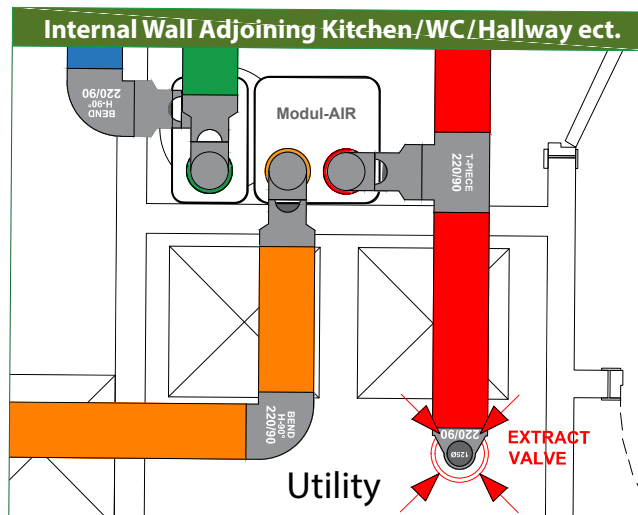 Internal Wall Adjoining Kitchen/WC/Hallway ect.
BEND
H-90°
220/90
Modul-AIR
T-PIECE
220/90
BEND
H-90°
220/90
220/90
125Ø
EXTRACT
VALVE
Utility